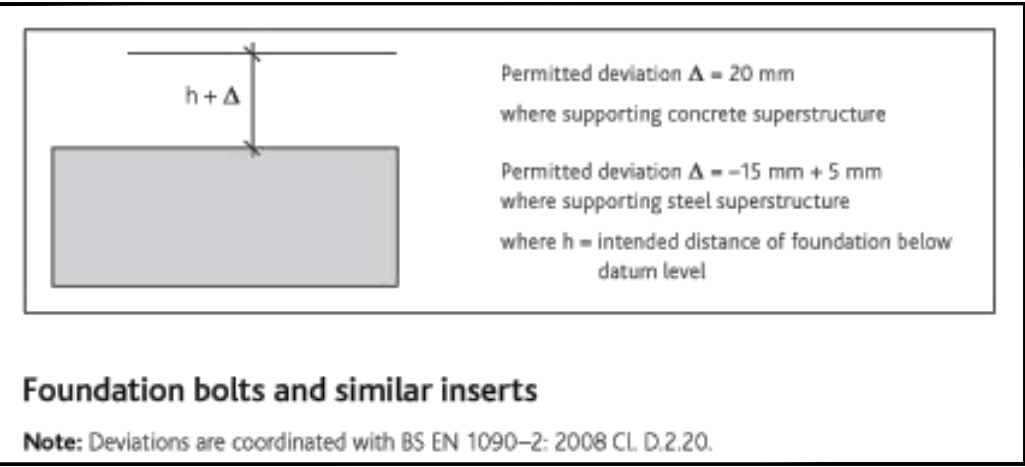 h + Δ
Permitted deviation Δ = 20 mm
where supporting concrete superstructure
Permitted deviation Δ = –15 mm + 5 mm
where supporting steel superstructure
where h = intended distance of foundation below
datum level
Foundation bolts and similar inserts
Note: Deviations are coordinated with BS EN 1090–2: 2008 Cl. D.2.20.